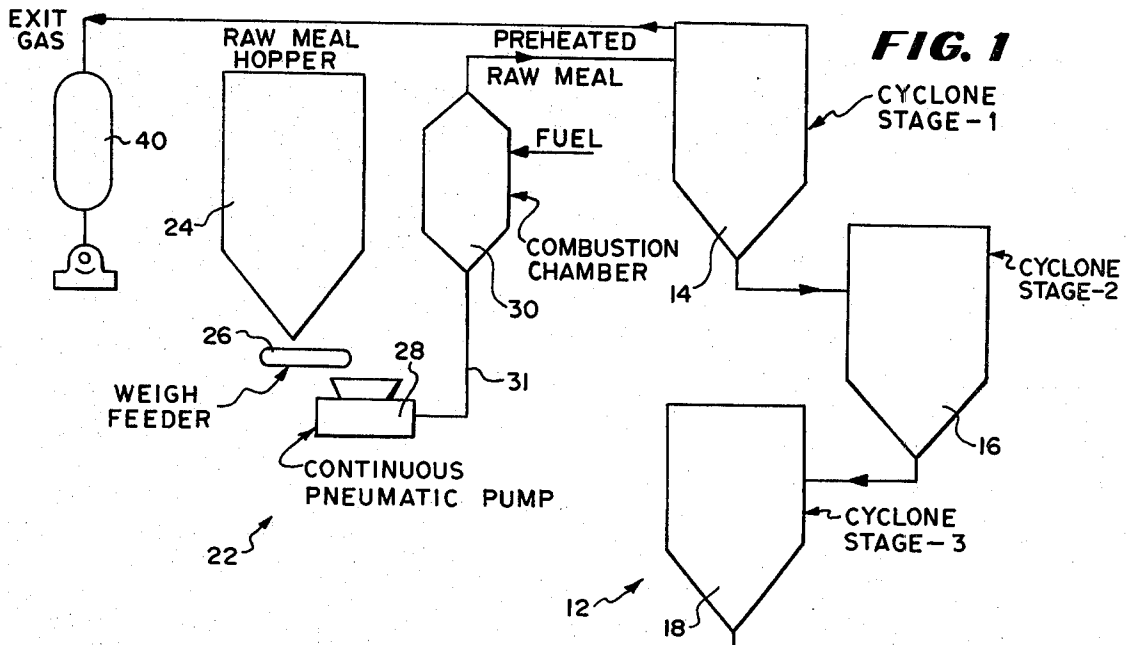 EXIT
GAS
RAW MEAL
HOPPER
PREHEATED
RAW MEAL
FIG. 1
CYCLONE
STAGE-1
40
FUEL
24
COMBUSTION
CHAMBER
14
30
CYCLONE
STAGE-2
26
28
31
WEIGH
FEEDER
16
CONTINUOUS
PNEUMATIC PUMP
CYCLONE
STAGE-3
22
12
18